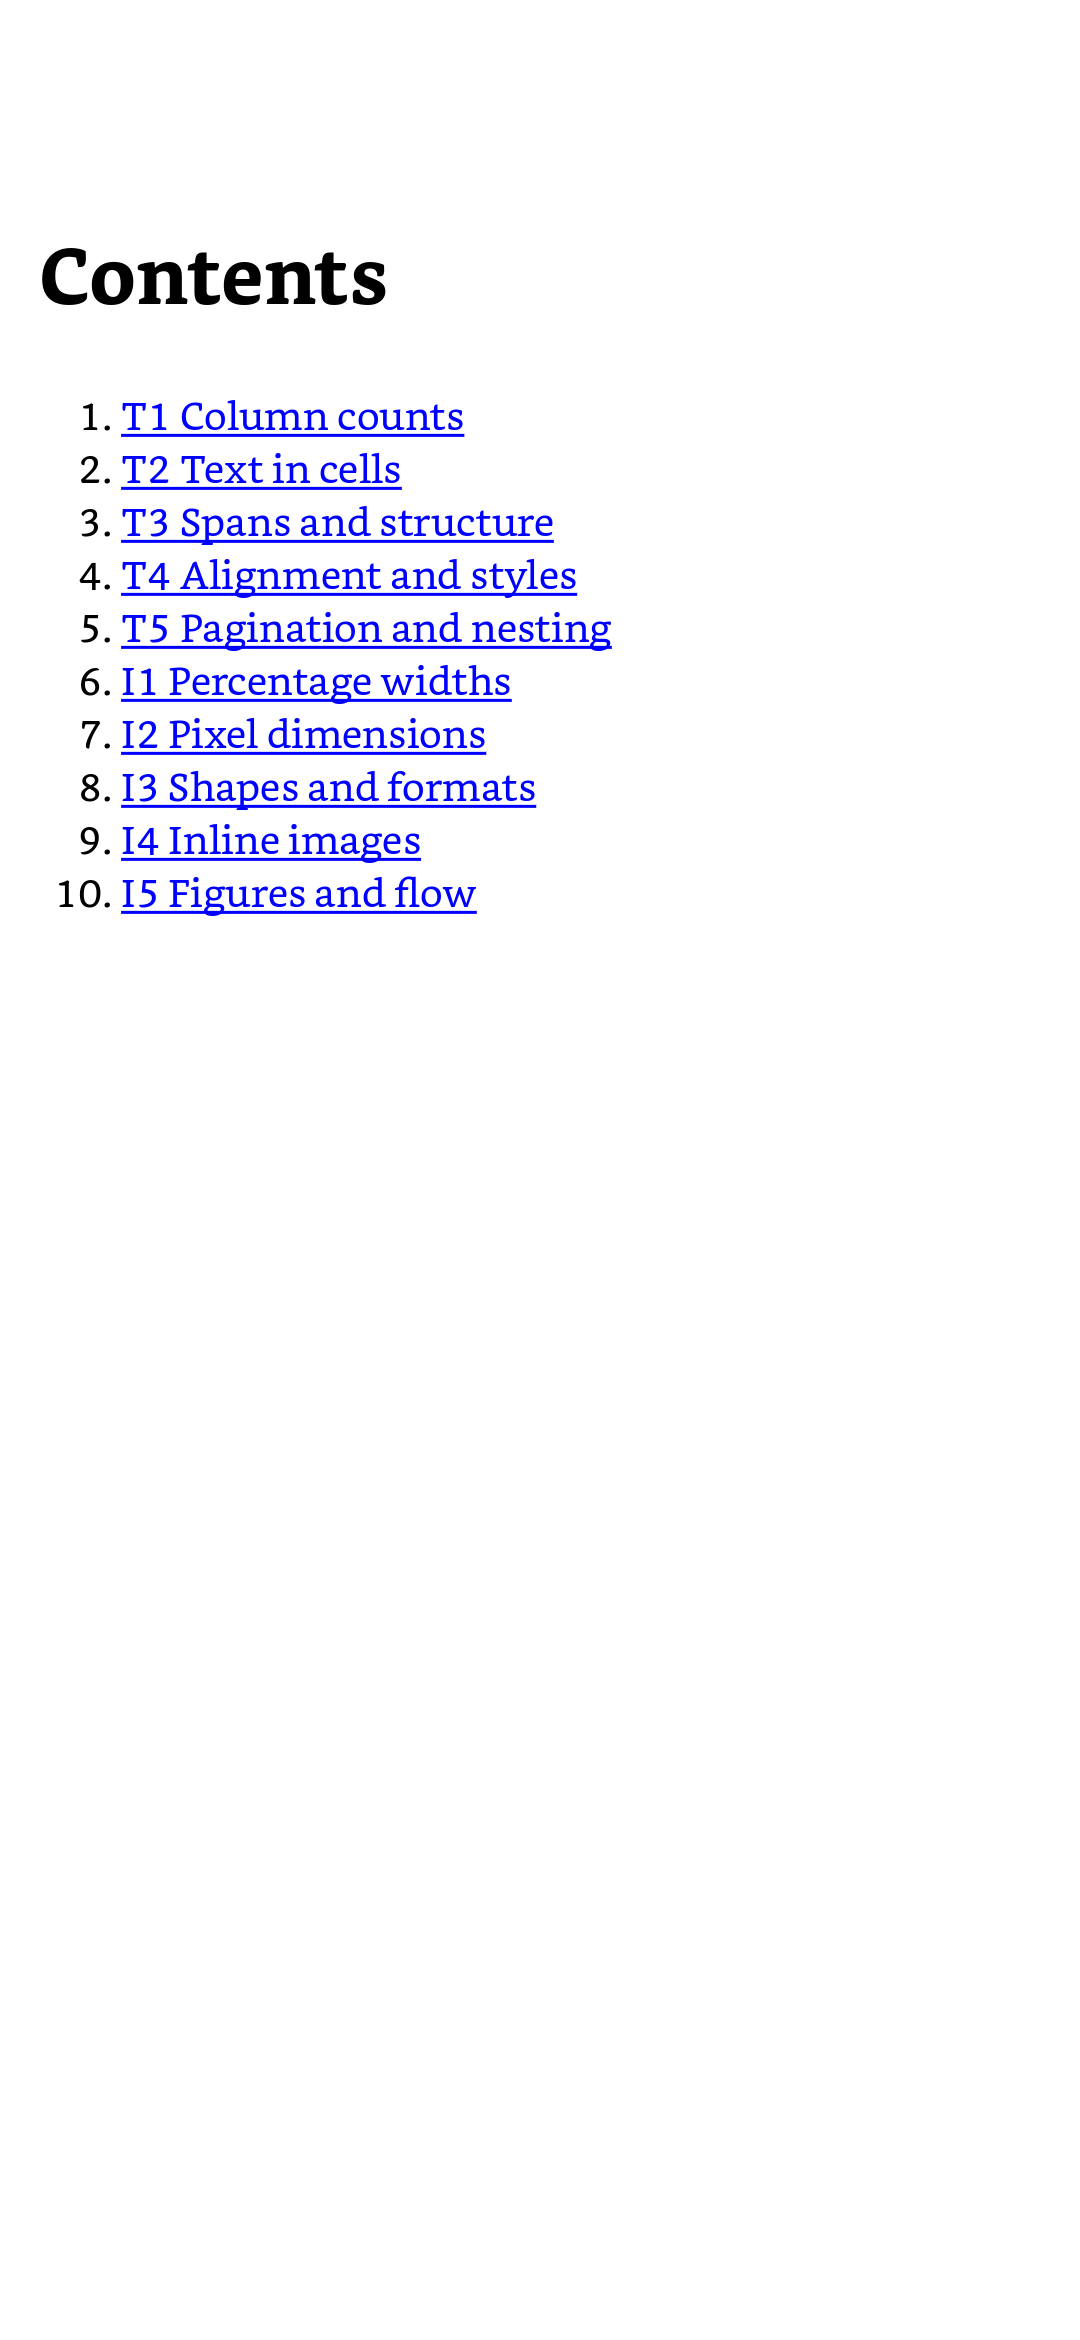 Contents
1. T1 Column counts
2. T2 Text in cells
3. T3 Spans and structure
4. T4 Alignment and styles
5. T5 Pagination and nesting
6. I1 Percentage widths
7. I2 Pixel dimensions
8. I3 Shapes and formats
9. I4 Inline images
10. I5 Figures and flow